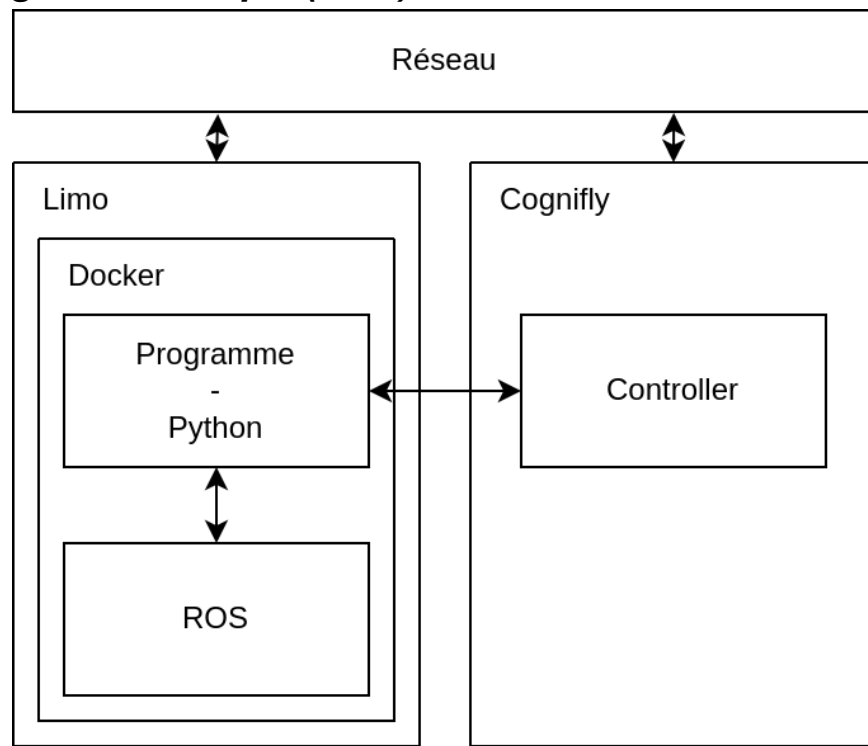 Réseau
Limo
Cognifly
Docker
Programme
-
Python
Controller
ROS